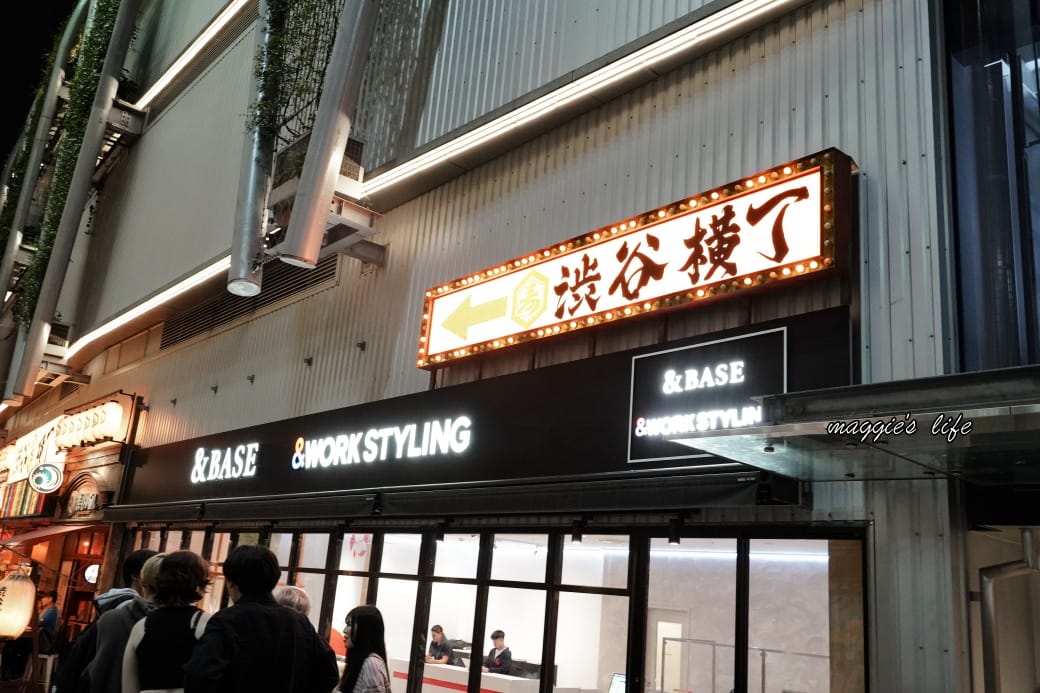 渋谷横丁
&BASE
&WORK STYLING
&BASE
&WORK STYLIN
maggie's life